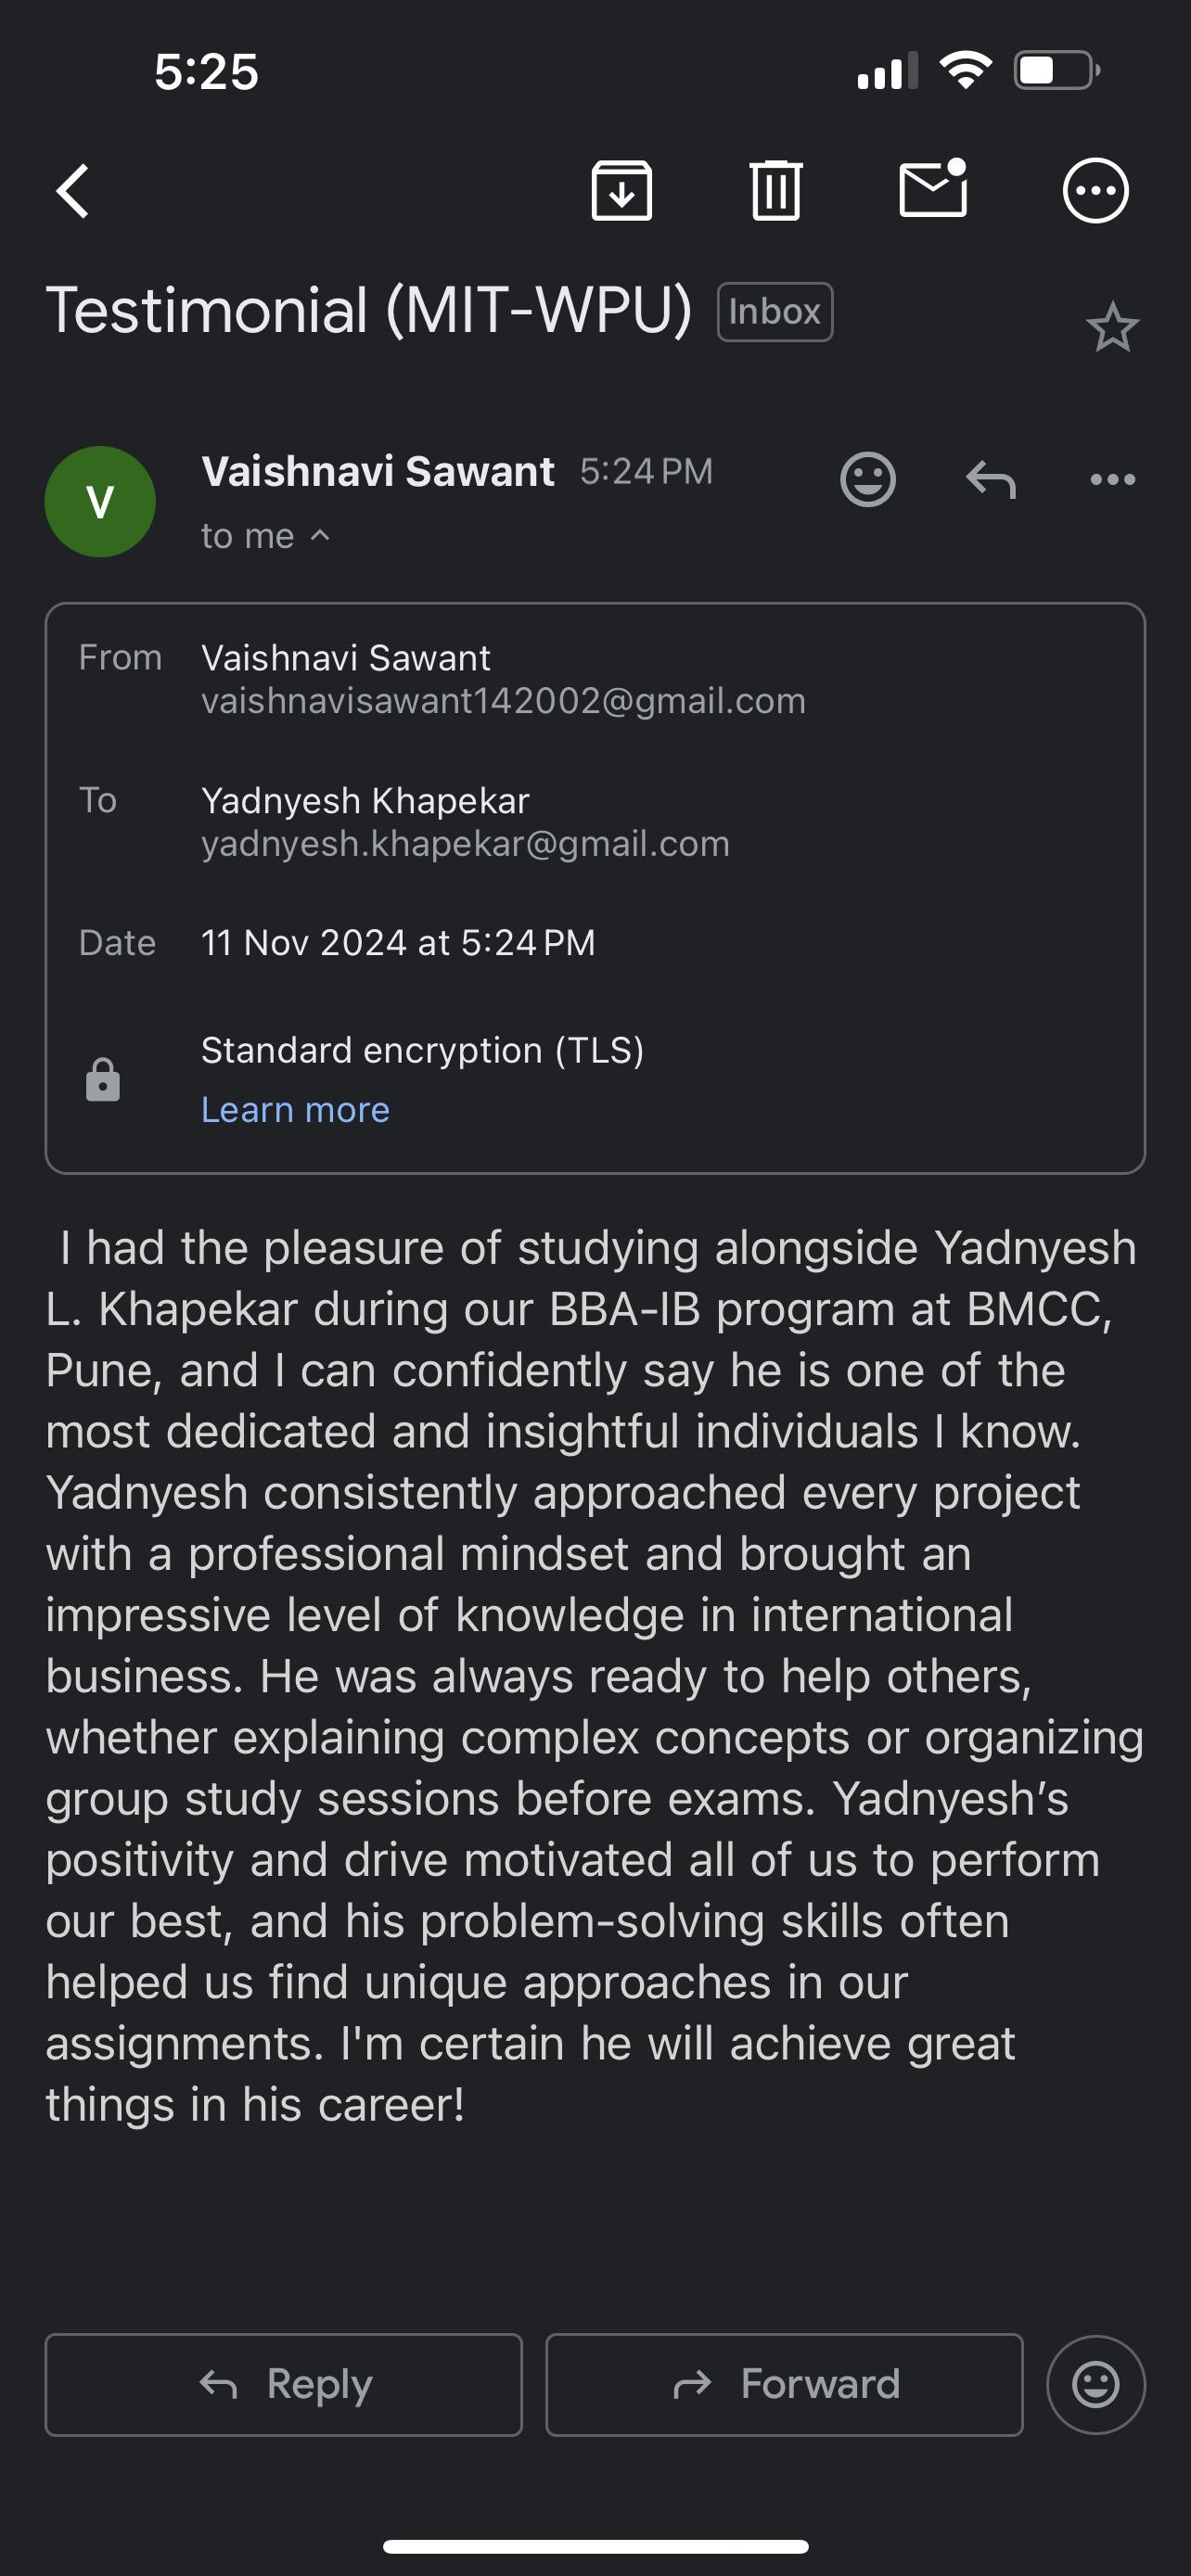 5:25
Testimonial (MIT-WPU) Inbox
V
Vaishnavi Sawant 5:24 PM
to me
From Vaishnavi Sawant
vaishnavisawant142002@gmail.com
To Yadnyesh Khapekar
yadnyesh.khapekar@gmail.com
Date 11 Nov 2024 at 5:24 PM
Standard encryption (TLS)
Learn more
I had the pleasure of studying alongside Yadnyesh
L. Khapekar during our BBA-IB program at BMCC,
Pune, and I can confidently say he is one of the
most dedicated and insightful individuals I know.
Yadnyesh consistently approached every project
with a professional mindset and brought an
impressive level of knowledge in international
business. He was always ready to help others,
whether explaining complex concepts or organizing
group study sessions before exams. Yadnyesh’s
positivity and drive motivated all of us to perform
our best, and his problem-solving skills often
helped us find unique approaches in our
assignments. I'm certain he will achieve great
things in his career!
Reply Forward